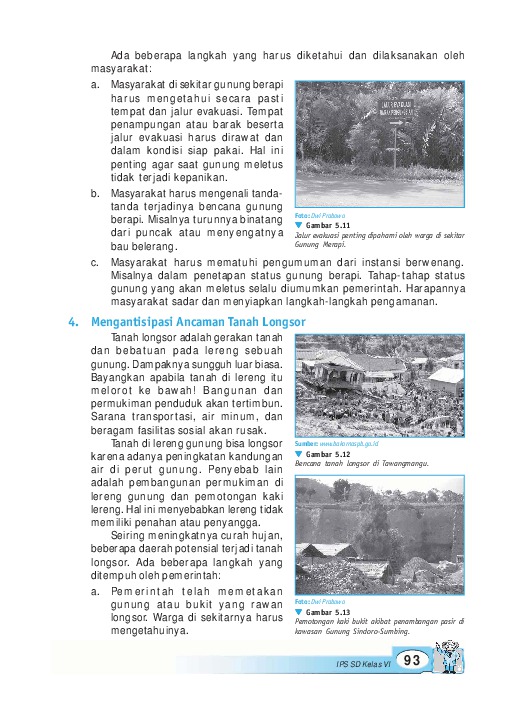 Ada beberapa langkah yang harus diketahui dan dilaksanakan oleh
masyarakat:
a. Masyarakat di sekitar gunung berapi
harus mengetahui secara pasti
tempat dan jalur evakuasi. Tempat
penampungan atau barak beserta
jalur evakuasi harus dirawat dan
dalam kondisi siap pakai. Hal ini
penting agar saat gunung meletus
tidak terjadi kepanikan.
b. Masyarakat harus mengenali tanda-
tanda terjadinya bencana gunung
berapi. Misalnya turunnya binatang
dari puncak atau menyengatnya
bau belerang.
JALUR EVAKUASI
Foto: Dwi Prabowo
▼ Gambar 5.11
Jalur evakuasi penting dipahami oleh warga di sekitar
Gunung Merapi.
c. Masyarakat harus mematuhi pengumuman dari instansi berwenang.
Misalnya dalam penetapan status gunung berapi. Tahap-tahap status
gunung yang akan meletus selalu diumumkan pemerintah. Harapannya
masyarakat sadar dan menyiapkan langkah-langkah pengamanan.
4. Mengantisipasi Ancaman Tanah Longsor
Tanah longsor adalah gerakan tanah
dan bebatuan pada lereng sebuah
gunung. Dampaknya sungguh luar biasa.
Bayangkan apabila tanah di lereng itu
melorot ke bawah! Bangunan dan
permukiman penduduk akan tertimbun.
Sarana transportasi, air minum, dan
beragam fasilitas sosial akan rusak.
Tanah di lereng gunung bisa longsor
karena adanya peningkatan kandungan
air di perut gunung. Penyebab lain
adalah pembangunan permukiman di
lereng gunung dan pemotongan kaki
lereng. Hal ini menyebabkan lereng tidak
memiliki penahan atau penyangga.
Seiring meningkatnya curah hujan,
beberapa daerah potensial terjadi tanah
longsor. Ada beberapa langkah yang
ditempuh oleh pemerintah:
a. Pemerintah telah memetakan
gunung atau bukit yang rawan
longsor. Warga di sekitarnya harus
mengetahuinya.
Sumber: www.bakornaspb.go.id
▼ Gambar 5.12
Bencana tanah longsor di Tawangmangu.
Foto: Dwi Prabowo
▼ Gambar 5.13
Pemotongan kaki bukit akibat penambangan pasir di
kawasan Gunung Sindoro-Sumbing.
IPS SD Kelas VI 93